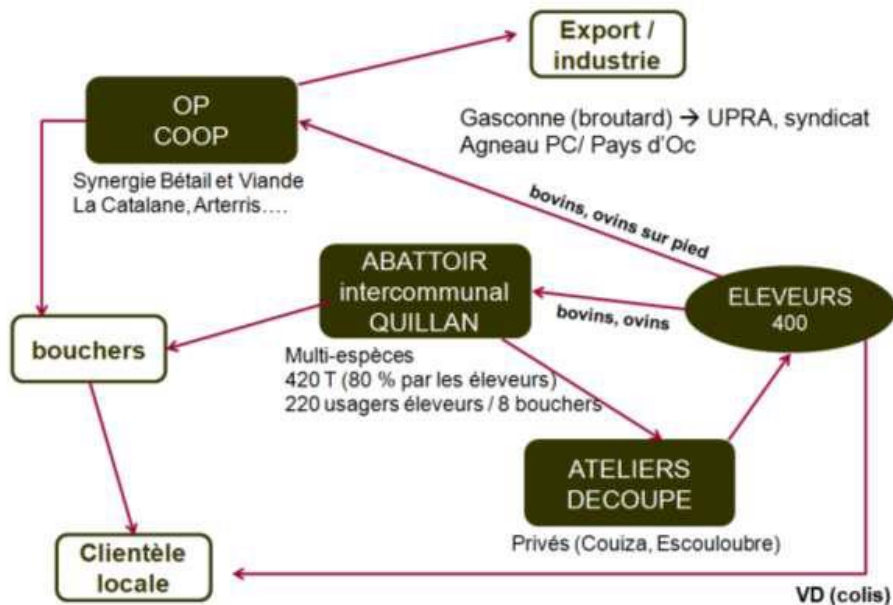 Export /
industrie
OP
COOP
Gasconne (broutard) → UPRA, syndicat
Agneau PC/ Pays d'Oc
Synergie Bétail et Viande
La Catalane, Arterris….
bovins, ovins sur pied
ABATTOIR
intercommunal
QUILLAN
ELEVEURS
400
bovins, ovins
bouchers
Multi-espèces
420 T (80 % par les éleveurs)
220 usagers éleveurs / 8 bouchers
ATELIERS
DECOUPE
Privés (Couiza, Escouloubre)
Clientèle
locale
VD (colis)